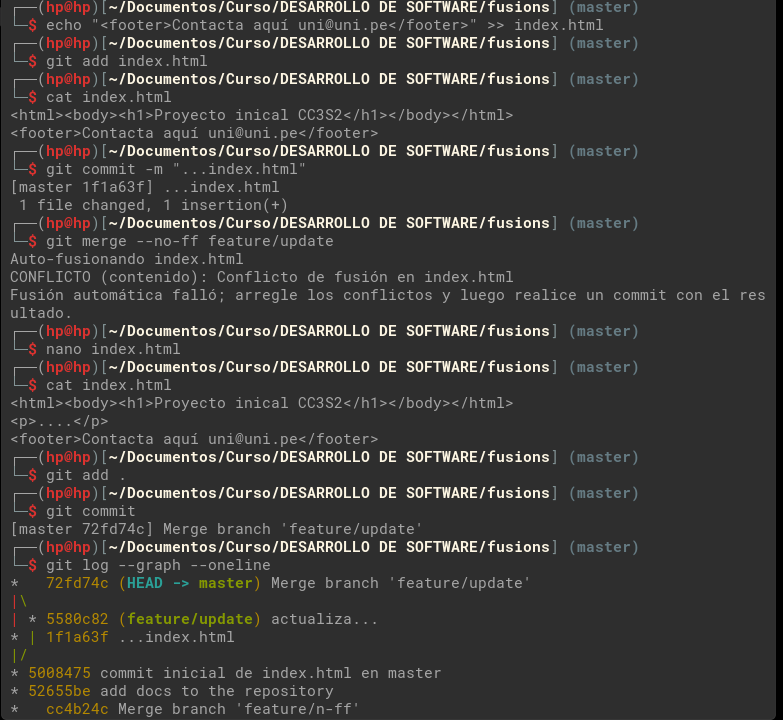 ┌──(hp@hp)[~/Documentos/Curso/DESARROLLO DE SOFTWARE/fusions] (master)
└─$ echo "<footer>Contacta aquí uni@uni.pe</footer>" >> index.html
┌──(hp@hp)[~/Documentos/Curso/DESARROLLO DE SOFTWARE/fusions] (master)
└─$ git add index.html
┌──(hp@hp)[~/Documentos/Curso/DESARROLLO DE SOFTWARE/fusions] (master)
└─$ cat index.html
<html><body><h1>Proyecto inical CC3S2</h1></body></html>
<footer>Contacta aquí uni@uni.pe</footer>
┌──(hp@hp)[~/Documentos/Curso/DESARROLLO DE SOFTWARE/fusions] (master)
└─$ git commit -m "...index.html"
[master 1f1a63f] ...index.html
 1 file changed, 1 insertion(+)
┌──(hp@hp)[~/Documentos/Curso/DESARROLLO DE SOFTWARE/fusions] (master)
└─$ git merge --no-ff feature/update
Auto-fusionando index.html
CONFLICTO (contenido): Conflicto de fusión en index.html
Fusión automática falló; arregle los conflictos y luego realice un commit con el res
ultado.
┌──(hp@hp)[~/Documentos/Curso/DESARROLLO DE SOFTWARE/fusions] (master)
└─$ nano index.html
┌──(hp@hp)[~/Documentos/Curso/DESARROLLO DE SOFTWARE/fusions] (master)
└─$ cat index.html
<html><body><h1>Proyecto inical CC3S2</h1></body></html>
<p>....</p>
<footer>Contacta aquí uni@uni.pe</footer>
┌──(hp@hp)[~/Documentos/Curso/DESARROLLO DE SOFTWARE/fusions] (master)
└─$ git add .
┌──(hp@hp)[~/Documentos/Curso/DESARROLLO DE SOFTWARE/fusions] (master)
└─$ git commit
[master 72fd74c] Merge branch 'feature/update'
┌──(hp@hp)[~/Documentos/Curso/DESARROLLO DE SOFTWARE/fusions] (master)
└─$ git log --graph --oneline
*   72fd74c (HEAD -> master) Merge branch 'feature/update'
|\
| * 5580c82 (feature/update) actualiza...
* | 1f1a63f ...index.html
|/
* 5008475 commit inicial de index.html en master
* 52655be add docs to the repository
*   cc4b24c Merge branch 'feature/n-ff'